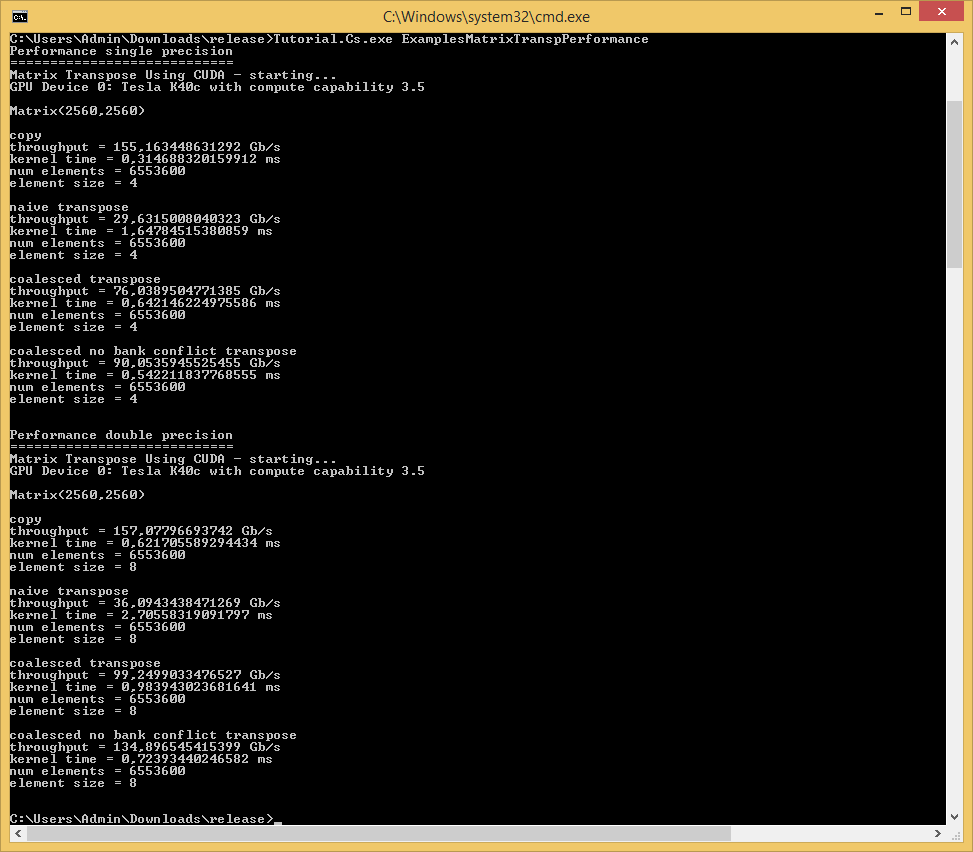 C:\Windows\system32\cmd.exe
C:\Users\Admin\Downloads\release>Tutorial.Cs.exe ExamplesMatrixTranspPerformance
Performance single precision
============================
Matrix Transpose Using CUDA - starting...
GPU Device 0: Tesla K40c with compute capability 3.5
Matrix(2560,2560)
copy
throughput = 155,163448631292 Gb/s
kernel time = 0,314688320159912 ms
num elements = 6553600
element size = 4
naive transpose
throughput = 29,6315008040323 Gb/s
kernel time = 1,64784515380859 ms
num elements = 6553600
element size = 4
coalesced transpose
throughput = 76,0389504771385 Gb/s
kernel time = 0,642146224975586 ms
num elements = 6553600
element size = 4
coalesced no bank conflict transpose
throughput = 90,0535945525455 Gb/s
kernel time = 0,542211837768555 ms
num elements = 6553600
element size = 4
Performance double precision
============================
Matrix Transpose Using CUDA - starting...
GPU Device 0: Tesla K40c with compute capability 3.5
Matrix(2560,2560)
copy
throughput = 157,07796693742 Gb/s
kernel time = 0,621705589294434 ms
num elements = 6553600
element size = 8
naive transpose
throughput = 36,0943438471269 Gb/s
kernel time = 2,70558319091797 ms
num elements = 6553600
element size = 8
coalesced transpose
throughput = 99,2499033476527 Gb/s
kernel time = 0,983943023681641 ms
num elements = 6553600
element size = 8
coalesced no bank conflict transpose
throughput = 134,896545415399 Gb/s
kernel time = 0,72393440246582 ms
num elements = 6553600
element size = 8
C:\Users\Admin\Downloads\release>_